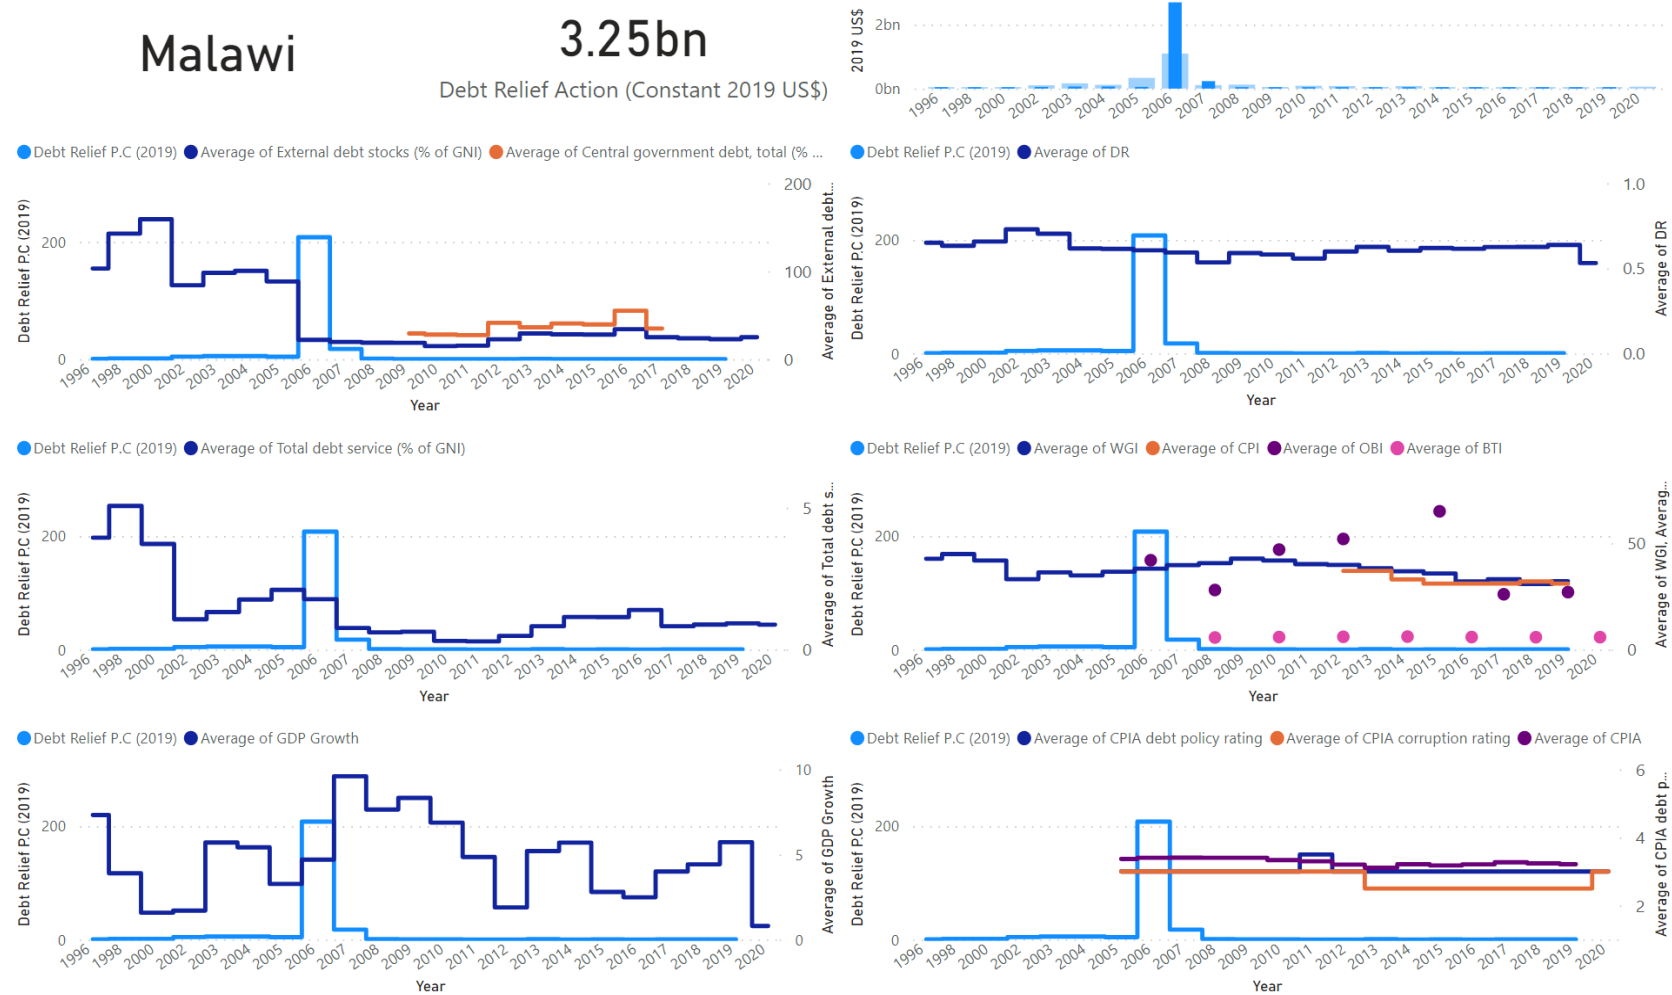 Malawi
3.25bn
Debt Relief Action (Constant 2019 US$)
2019 US$
2bn
0bn
1996 1998 2000 2002 2003 2004 2005 2006 2007 2008 2009 2010 2011 2012 2013 2014 2015 2016 2017 2018 2019 2020
Debt Relief P.C (2019) Average of External debt stocks (% of GNI) Average of Central government debt, total (% ...
Debt Relief P.C (2019)
200
0
200
100
0
Average of External debt...
1996 1998 2000 2002 2003 2004 2005 2006 2007 2008 2009 2010 2011 2012 2013 2014 2015 2016 2017 2018 2019 2020
Year
Debt Relief P.C (2019) Average of DR
Debt Relief P.C (2019)
200
0
1.0
0.5
0.0
Average of DR
1996 1998 2000 2002 2003 2004 2005 2006 2007 2008 2009 2010 2011 2012 2013 2014 2015 2016 2017 2018 2019 2020
Year
Debt Relief P.C (2019) Average of Total debt service (% of GNI)
Debt Relief P.C (2019)
200
0
5
0
Average of Total debt s...
1996 1998 2000 2002 2003 2004 2005 2006 2007 2008 2009 2010 2011 2012 2013 2014 2015 2016 2017 2018 2019 2020
Year
Debt Relief P.C (2019) Average of WGI Average of CPI Average of OBI Average of BTI
Debt Relief P.C (2019)
200
0
50
0
Average of WGI, Averag...
1996 1998 2000 2002 2003 2004 2005 2006 2007 2008 2009 2010 2011 2012 2013 2014 2015 2016 2017 2018 2019 2020
Year
Debt Relief P.C (2019) Average of GDP Growth
Debt Relief P.C (2019)
200
0
10
5
0
Average of GDP Growth
1996 1998 2000 2002 2003 2004 2005 2006 2007 2008 2009 2010 2011 2012 2013 2014 2015 2016 2017 2018 2019 2020
Year
Debt Relief P.C (2019) Average of CPIA debt policy rating Average of CPIA corruption rating Average of CPIA
Debt Relief P.C (2019)
200
0
6
4
2
Average of CPIA debt p...
1996 1998 2000 2002 2003 2004 2005 2006 2007 2008 2009 2010 2011 2012 2013 2014 2015 2016 2017 2018 2019 2020
Year